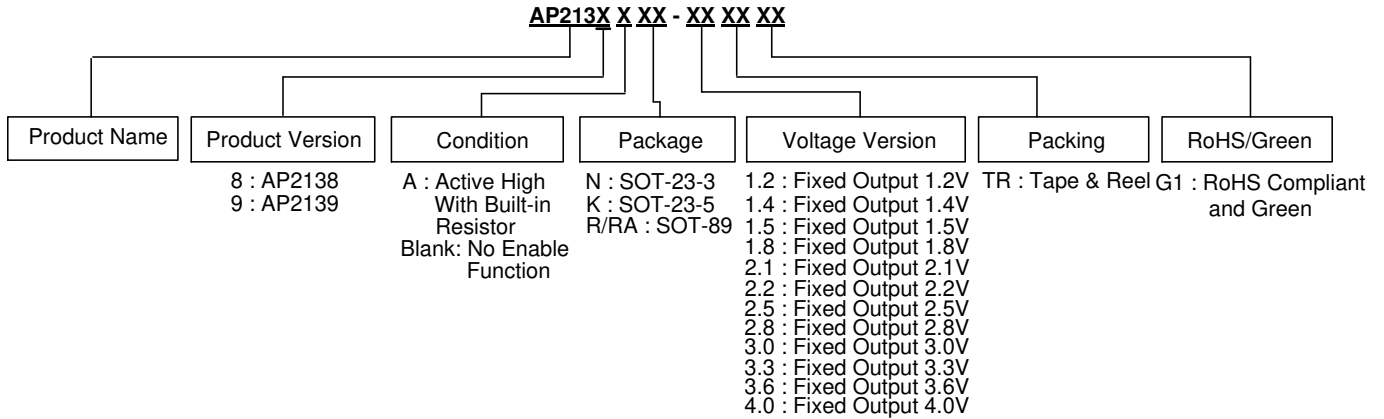 AP213X X XX - XX XX XX
Product Name
Product Version
8 : AP2138
9 : AP2139
Condition
A : Active High
With Built-in
Resistor
Blank: No Enable
Function
Package
N : SOT-23-3
K : SOT-23-5
R/RA : SOT-89
Voltage Version
1.2 : Fixed Output 1.2V
1.4 : Fixed Output 1.4V
1.5 : Fixed Output 1.5V
1.8 : Fixed Output 1.8V
2.1 : Fixed Output 2.1V
2.2 : Fixed Output 2.2V
2.5 : Fixed Output 2.5V
2.8 : Fixed Output 2.8V
3.0 : Fixed Output 3.0V
3.3 : Fixed Output 3.3V
3.6 : Fixed Output 3.6V
4.0 : Fixed Output 4.0V
Packing
TR : Tape & Reel
RoHS/Green
G1 : RoHS Compliant
and Green